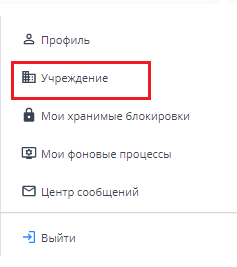 Профиль
Учреждение
Мои хранимые блокировки
Мои фоновые процессы
Центр сообщений
Выйти